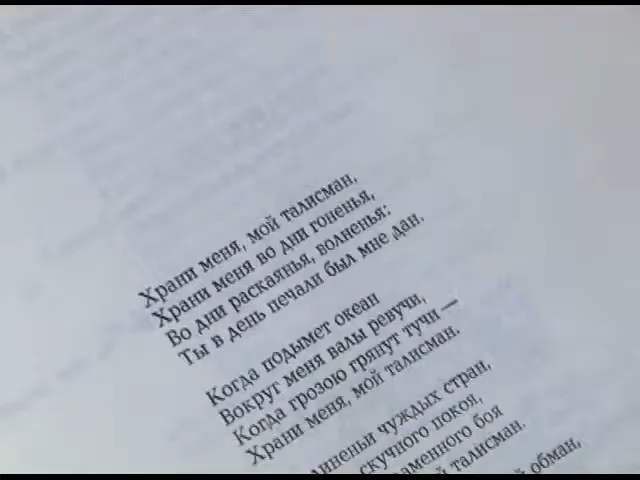 Храни меня, мой талисман,
Храни меня во дни гоненья,
Во дни раскаянья, волненья:
Ты в день печали был мне дан.
Когда подымет океан
Вокруг меня валы ревучи,
Когда грозою грянут тучи —
Храни меня, мой талисман.
чуждых стран,
скучного покоя,
боя
талисман.
обман,